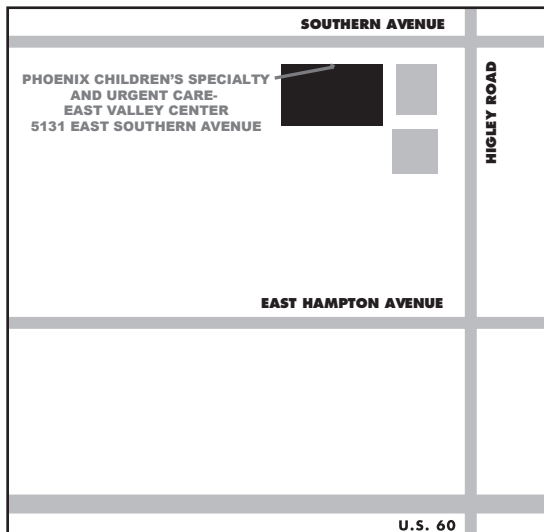 SOUTHERN AVENUE
PHOENIX CHILDREN'S SPECIALTY
AND URGENT CARE-
EAST VALLEY CENTER
5131 EAST SOUTHERN AVENUE
HIGLEY ROAD
EAST HAMPTON AVENUE
U.S. 60